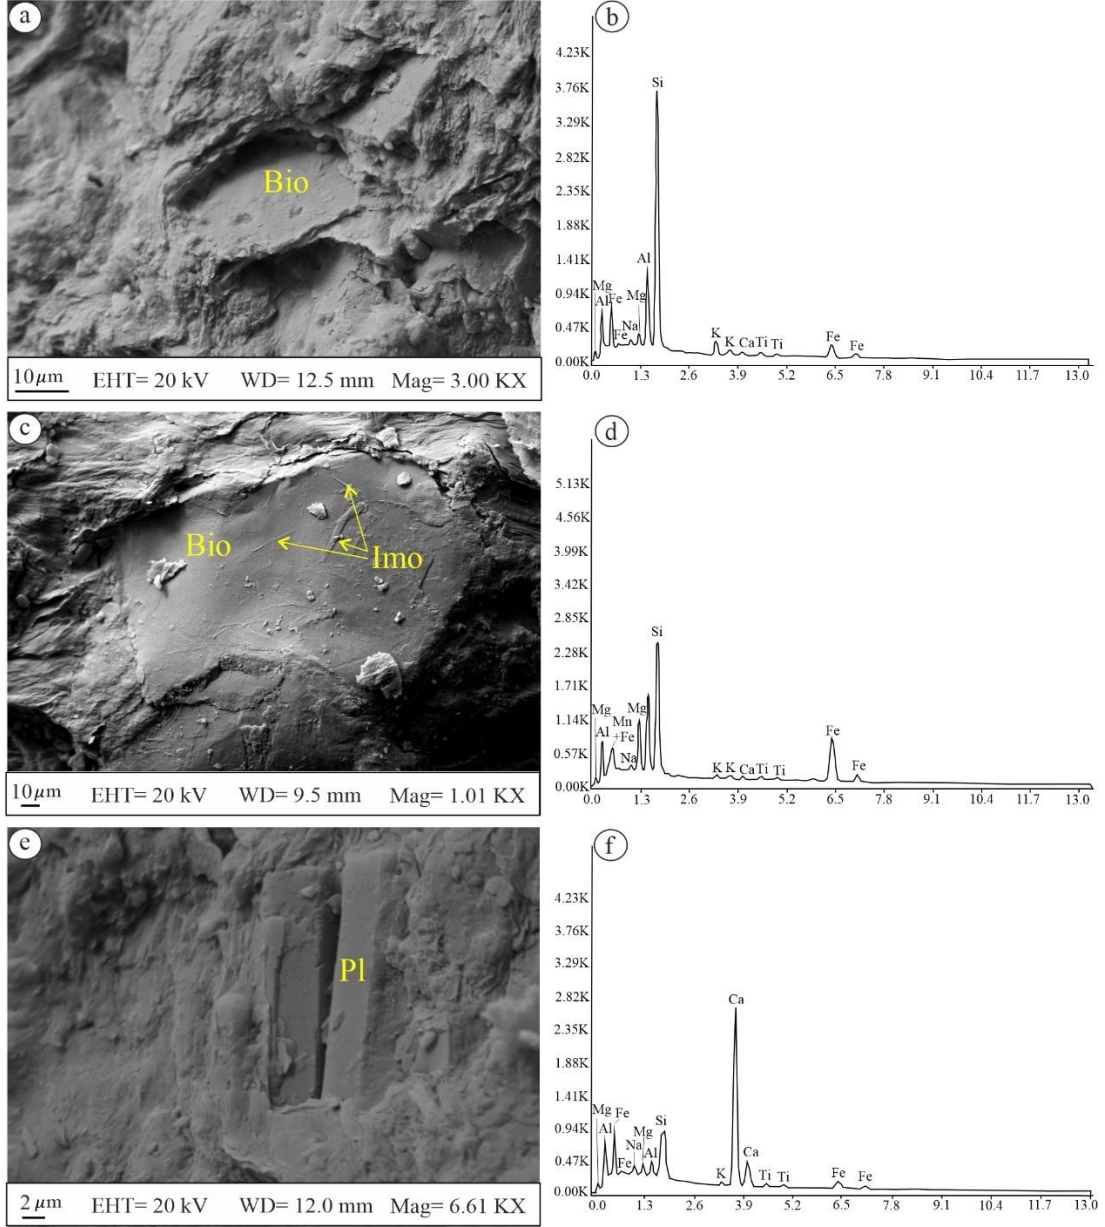 a
Bio
10 μm EHT= 20 kV WD= 12.5 mm Mag= 3.00 KX
b
4.23K
3.76K
3.29K
2.82K
2.35K
1.88K
1.41K
0.94K
0.47K
0.00K
Si
Al
Mg
Al Fe
Fe
Na
Mg
K
K
Ca
Ti
Ti
Fe
Fe
0.0 1.3 2.6 3.9 5.2 6.5 7.8 9.1 10.4 11.7 13.0
c
Bio
Imo
10 μm EHT= 20 kV WD= 9.5 mm Mag= 1.01 KX
d
5.13K
4.56K
3.99K
3.42K
2.85K
2.28K
1.71K
1.14K
0.57K
0.00K
Si
Mg
Al
Mn
+Fe
Na
Mg
K
K
Ca
Ti
Ti
Fe
Fe
0.0 1.3 2.6 3.9 5.2 6.5 7.8 9.1 10.4 11.7 13.0
e
Pl
2 μm EHT= 20 kV WD= 12.0 mm Mag= 6.61 KX
f
4.23K
3.76K
3.29K
2.82K
2.35K
1.88K
1.41K
0.94K
0.47K
0.00K
Ca
Mg
Al
Fe
Fe
Na
Mg
Al
Si
K
Ca
Ti
Ti
Fe
Fe
0.0 1.3 2.6 3.9 5.2 6.5 7.8 9.1 10.4 11.7 13.0